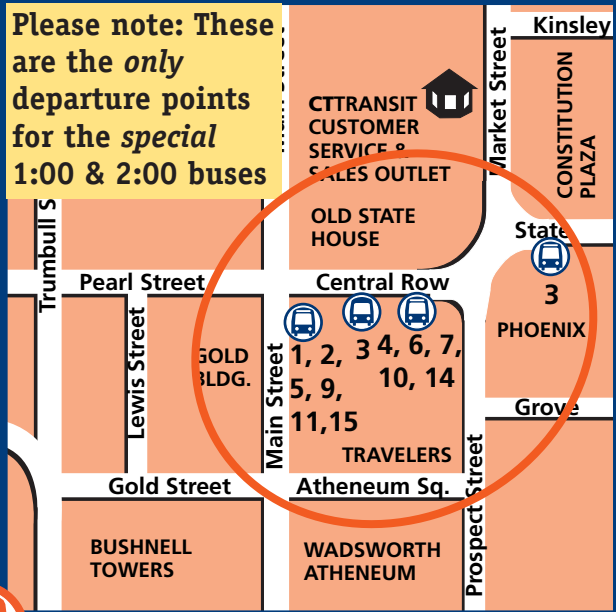 Please note: These
are the only
departure points
for the special
1:00 & 2:00 buses
Kinsley
Market Street
CONSTITUTION
PLAZA
CTTRANSIT
CUSTOMER
SERVICE &
SALES OUTLET
OLD STATE
HOUSE
State
Trumbull S
Pearl Street
Central Row
3
PHOENIX
Lewis Street
GOLD
BLDG.
Main Street
1, 2,
5, 9,
11,15
3
4, 6, 7,
10, 14
Grove
TRAVELERS
Gold Street
Atheneum Sq.
Prospect Street
BUSHNELL
TOWERS
WADSWORTH
ATHENEUM